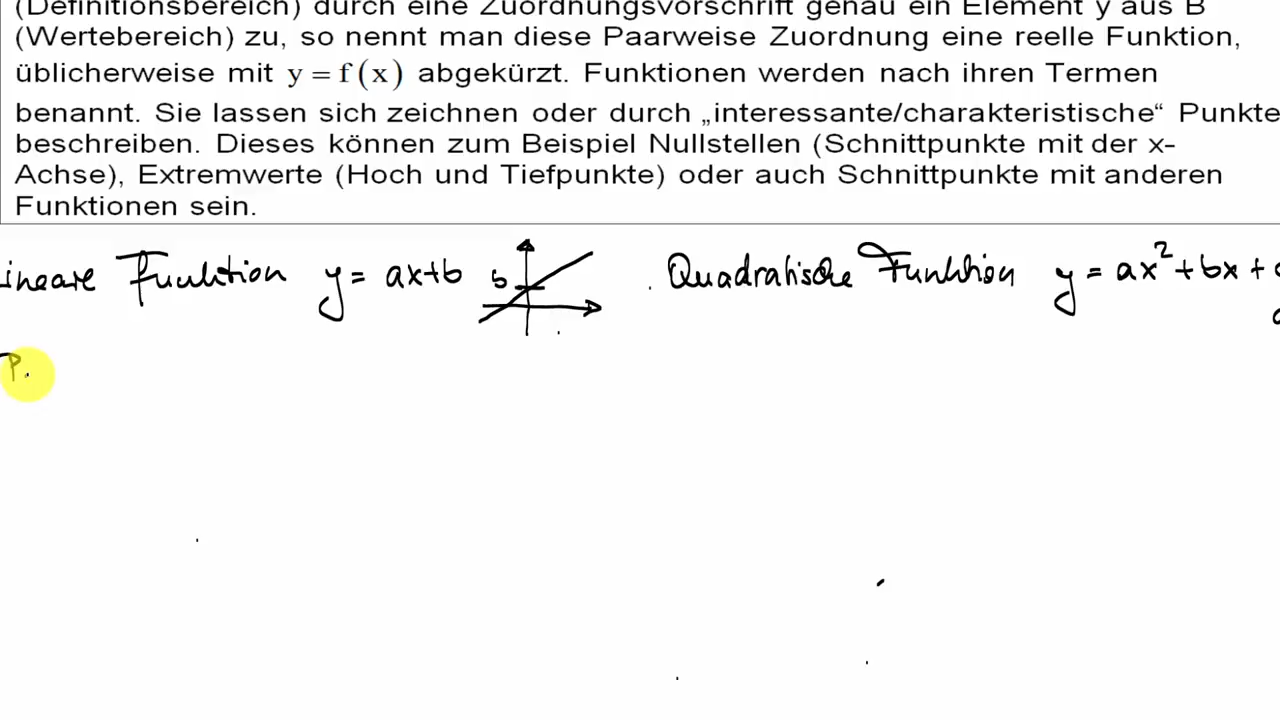 (Definitionsbereich) durch eine Zuordnungsvorschrift genau ein Element y aus B
(Wertebereich) zu, so nennt man diese Paarweise Zuordnung eine reelle Funktion,
üblicherweise mit y = f(x) abgekürzt. Funktionen werden nach ihren Termen
benannt. Sie lassen sich zeichnen oder durch „interessante/charakteristische“ Punkte
beschreiben. Dieses können zum Beispiel Nullstellen (Schnittpunkte mit der x-
Achse), Extremwerte (Hoch und Tiefpunkte) oder auch Schnittpunkte mit anderen
Funktionen sein.
lineare Funktion y = ax+b b . Quadratische Funktion y = ax²+bx+
P.